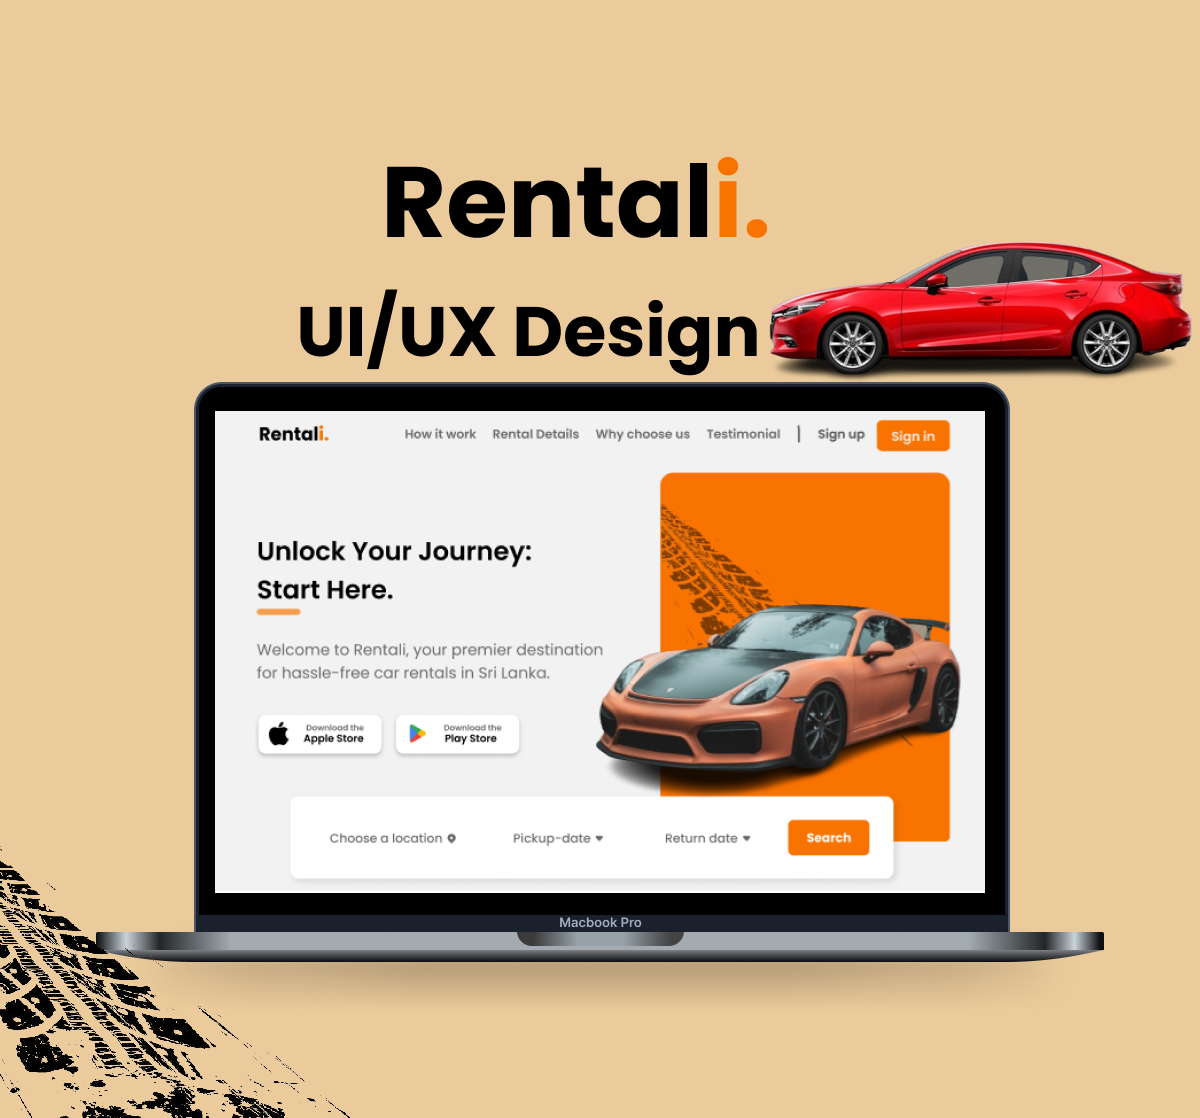 Rentali.
UI/UX Design
Rentali.
How it work
Rental Details
Why choose us
Testimonial
Sign up
Sign in
Unlock Your Journey:
Start Here.
Welcome to Rentali, your premier destination
for hassle-free car rentals in Sri Lanka.
Download the
Apple Store
Download the
Play Store
Choose a location
Pickup-date
Return date
Search
Macbook Pro